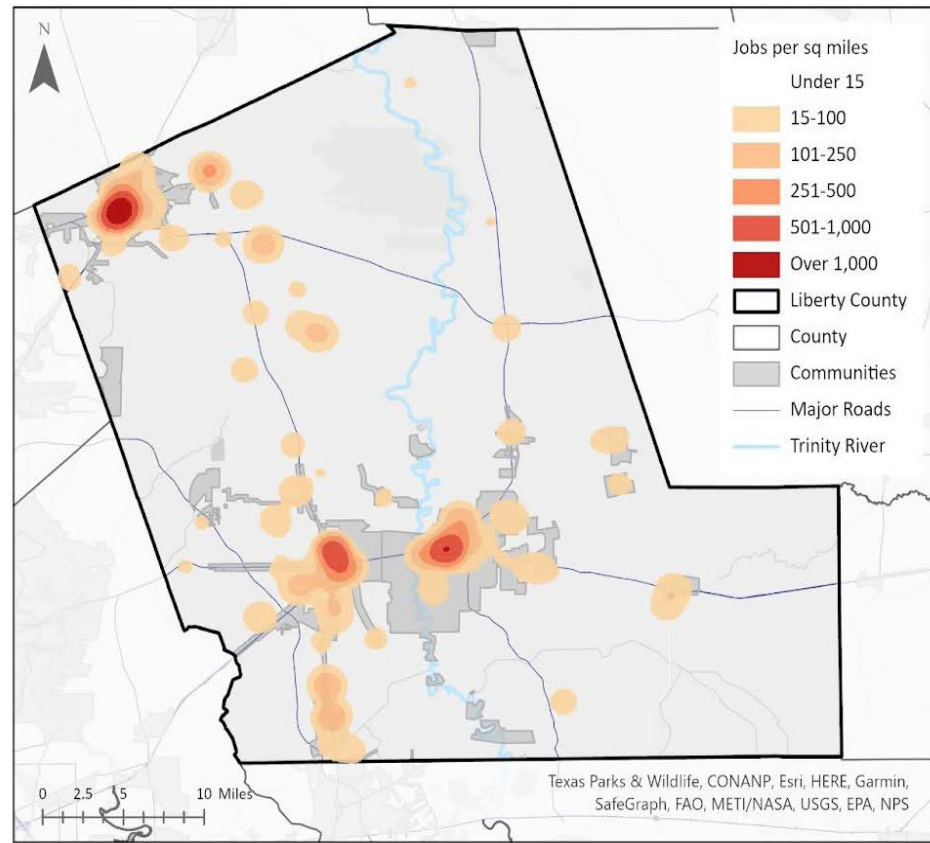 N
Jobs per sq miles
Under 15
15-100
101-250
251-500
501-1,000
Over 1,000
Liberty County
County
Communities
Major Roads
Trinity River
0 2.5 5 10 Miles
Texas Parks & Wildlife, CONANP, Esri, HERE, Garmin,
SafeGraph, FAO, METI/NASA, USGS, EPA, NPS